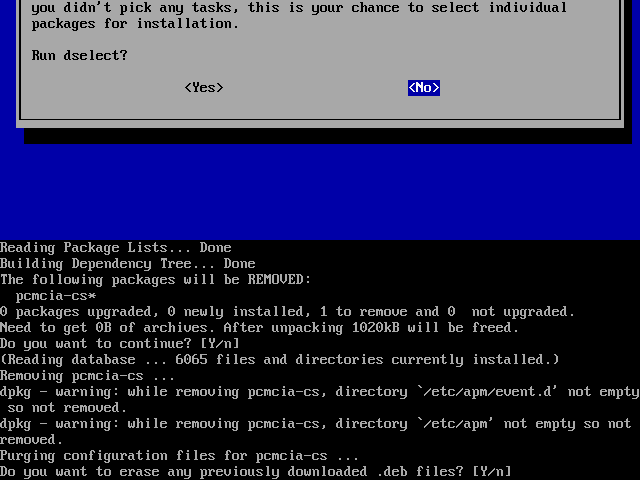 you didn't pick any tasks, this is your chance to select individual
packages for installation.
Run dselect?
<Yes> <No>
Reading Package Lists... Done
Building Dependency Tree... Done
The following packages will be REMOVED:
pcmcia-cs*
0 packages upgraded, 0 newly installed, 1 to remove and 0  not upgraded.
Need to get 0B of archives. After unpacking 1020kB will be freed.
Do you want to continue? [Y/n]
(Reading database ... 6065 files and directories currently installed.)
Removing pcmcia-cs ...
dpkg - warning: while removing pcmcia-cs, directory `/etc/apm/event.d' not empty
so not removed.
dpkg - warning: while removing pcmcia-cs, directory `/etc/apm' not empty so not
removed.
Purging configuration files for pcmcia-cs ...
Do you want to erase any previously downloaded .deb files? [Y/n]